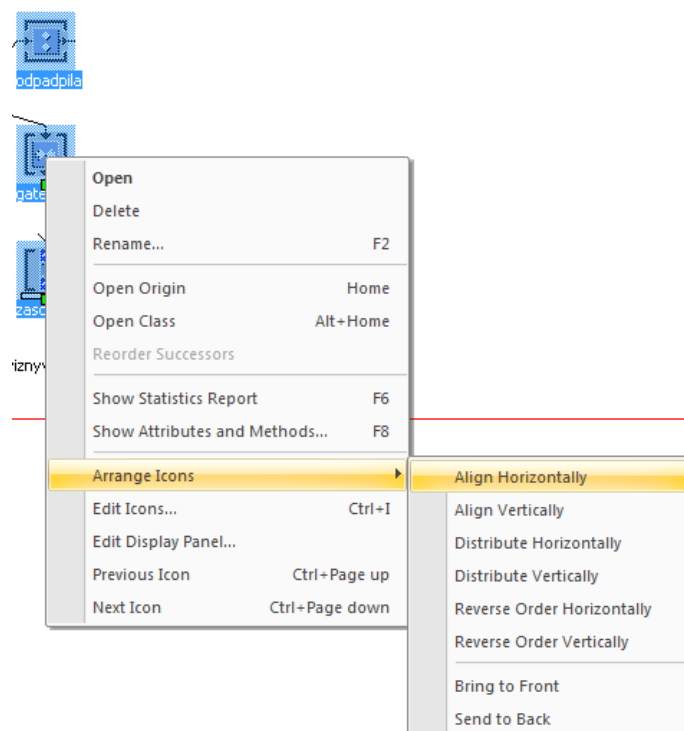 odpadpila
Open
Delete
Rename... F2
Open Origin Home
Open Class Alt+Home
Reorder Successors
Show Statistics Report F6
Show Attributes and Methods... F8
Arrange Icons
Edit Icons... Ctrl+I
Edit Display Panel...
Previous Icon Ctrl+Page up
Next Icon Ctrl+Page down
Align Horizontally
Align Vertically
Distribute Horizontally
Distribute Vertically
Reverse Order Horizontally
Reverse Order Vertically
Bring to Front
Send to Back